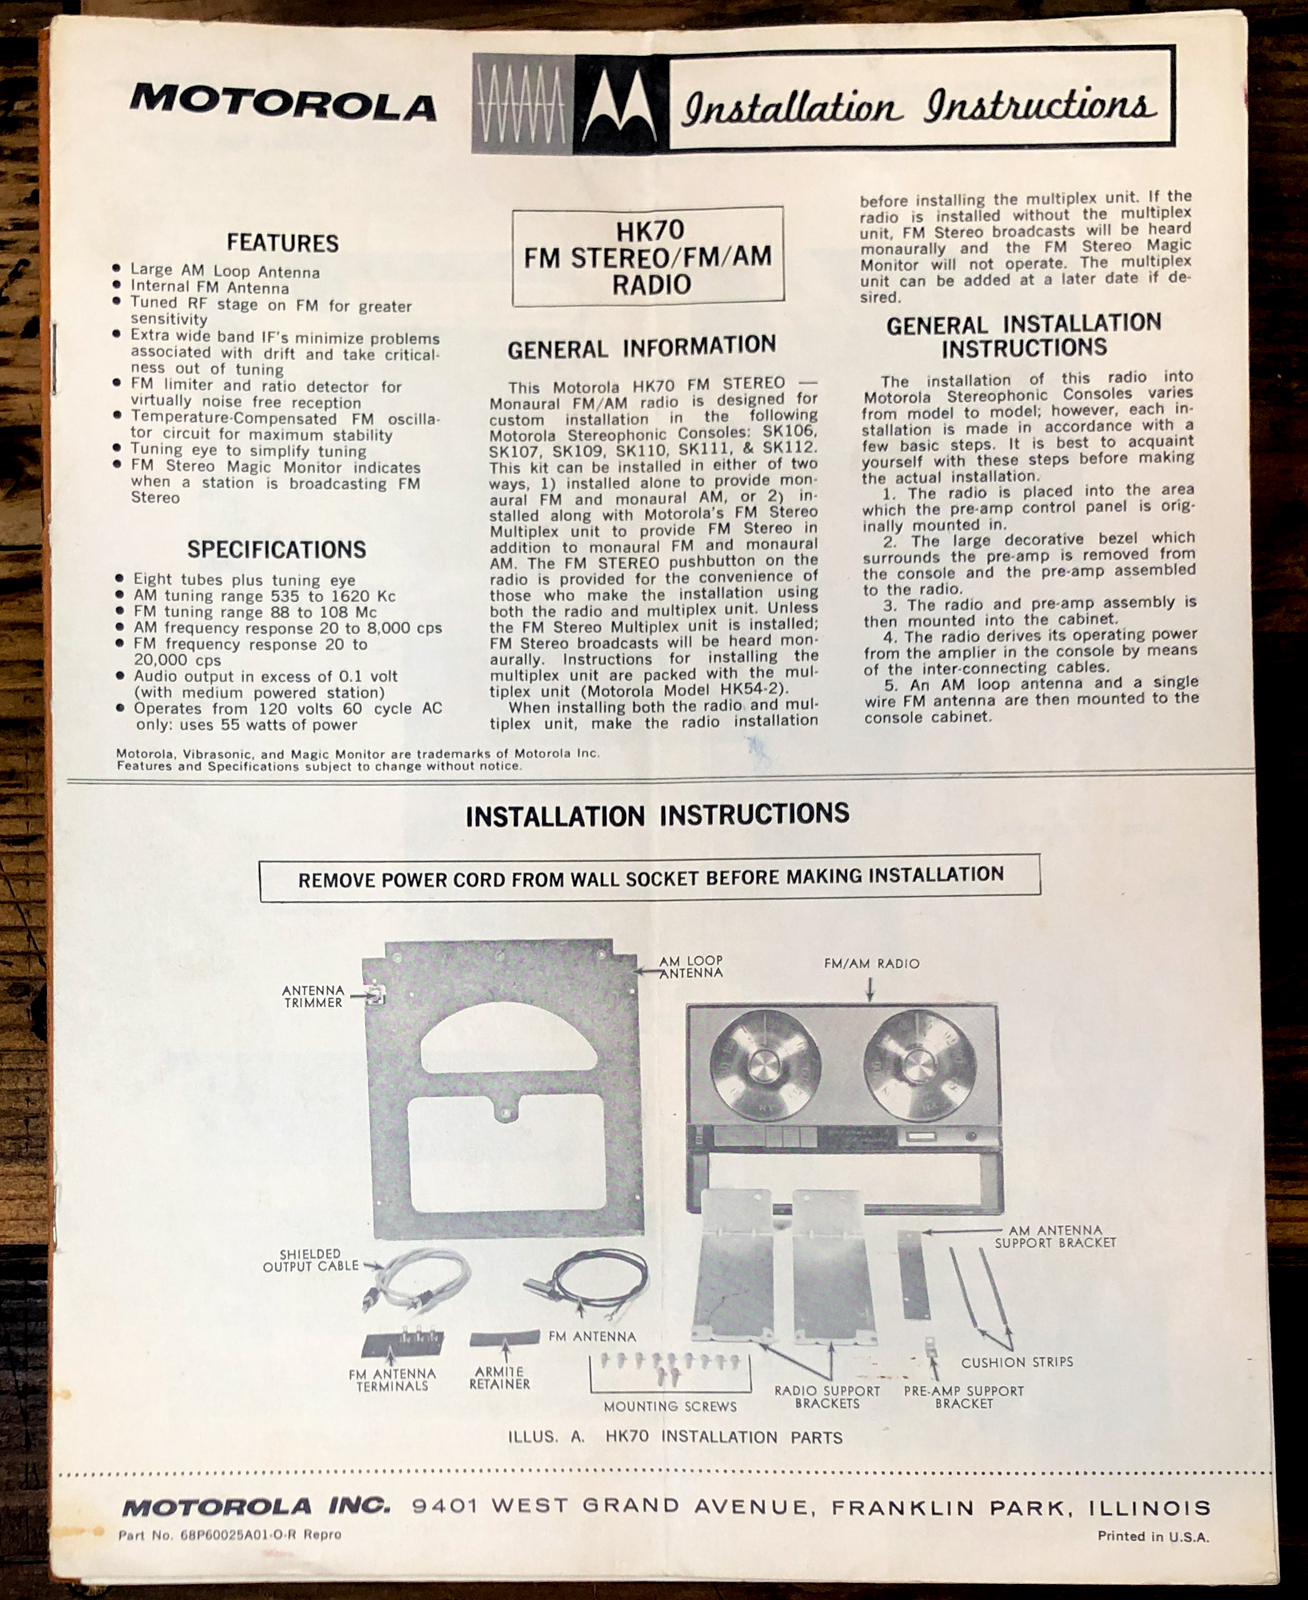 MOTOROLA
Installation Instructions
FEATURES
• Large AM Loop Antenna
• Internal FM Antenna
• Tuned RF stage on FM for greater
sensitivity
• Extra wide band IF's minimize problems
associated with drift and take critical-
ness out of tuning
• FM limiter and ratio detector for
virtually noise free reception
• Temperature-Compensated FM oscilla-
tor circuit for maximum stability
• Tuning eye to simplify tuning
• FM Stereo Magic Monitor indicates
when a station is broadcasting FM
Stereo
SPECIFICATIONS
• Eight tubes plus tuning eye
• AM tuning range 535 to 1620 Kc
• FM tuning range 88 to 108 Mc
• AM frequency response 20 to 8,000 cps
• FM frequency response 20 to
20,000 cps
• Audio output in excess of 0.1 volt
(with medium powered station)
• Operates from 120 volts 60 cycle AC
only: uses 55 watts of power
HK70
FM STEREO/FM/AM
RADIO
GENERAL INFORMATION
This Motorola HK70 FM STEREO —
Monaural FM/AM radio is designed for
custom installation in the following
Motorola Stereophonic Consoles: SK106,
SK107, SK109, SK110, SK111, & SK112.
This kit can be installed in either of two
ways, 1) installed alone to provide mon-
aural FM and monaural AM, or 2) in-
stalled along with Motorola's FM Stereo
Multiplex unit to provide FM Stereo in
addition to monaural FM and monaural
AM. The FM STEREO pushbutton on the
radio is provided for the convenience of
those who make the installation using
both the radio and multiplex unit. Unless
the FM Stereo Multiplex unit is installed;
FM Stereo broadcasts will be heard mon-
aurally. Instructions for installing the
multiplex unit are packed with the mul-
tiplex unit (Motorola Model HK54-2).
When installing both the radio and mul-
tiplex unit, make the radio installation
before installing the multiplex unit. If the
radio is installed without the multiplex
unit, FM Stereo broadcasts will be heard
monaurally and the FM Stereo Magic
Monitor will not operate. The multiplex
unit can be added at a later date if de-
sired.
GENERAL INSTALLATION
INSTRUCTIONS
The installation of this radio into
Motorola Stereophonic Consoles varies
from model to model; however, each in-
stallation is made in accordance with a
few basic steps. It is best to acquaint
yourself with these steps before making
the actual installation.
1. The radio is placed into the area
which the pre-amp control panel is orig-
inally mounted in.
2. The large decorative bezel which
surrounds the pre-amp is removed from
the console and the pre-amp assembled
to the radio.
3. The radio and pre-amp assembly is
then mounted into the cabinet.
4. The radio derives its operating power
from the amplier in the console by means
of the inter-connecting cables.
5. An AM loop antenna and a single
wire FM antenna are then mounted to the
console cabinet.
Motorola, Vibrasonic, and Magic Monitor are trademarks of Motorola Inc.
Features and Specifications subject to change without notice.
INSTALLATION INSTRUCTIONS
REMOVE POWER CORD FROM WALL SOCKET BEFORE MAKING INSTALLATION
ANTENNA
TRIMMER
AM LOOP
ANTENNA
FM/AM RADIO
SHIELDED
OUTPUT CABLE
FM ANTENNA
AM ANTENNA
SUPPORT BRACKET
FM ANTENNA
TERMINALS
ARMITE
RETAINER
MOUNTING SCREWS
RADIO SUPPORT
BRACKETS
PRE-AMP SUPPORT
BRACKET
CUSHION STRIPS
ILLUS. A. HK70 INSTALLATION PARTS
MOTOROLA INC. 9401 WEST GRAND AVENUE, FRANKLIN PARK, ILLINOIS
Part No. 68P60025A01-O-R Repro
Printed in U.S.A.